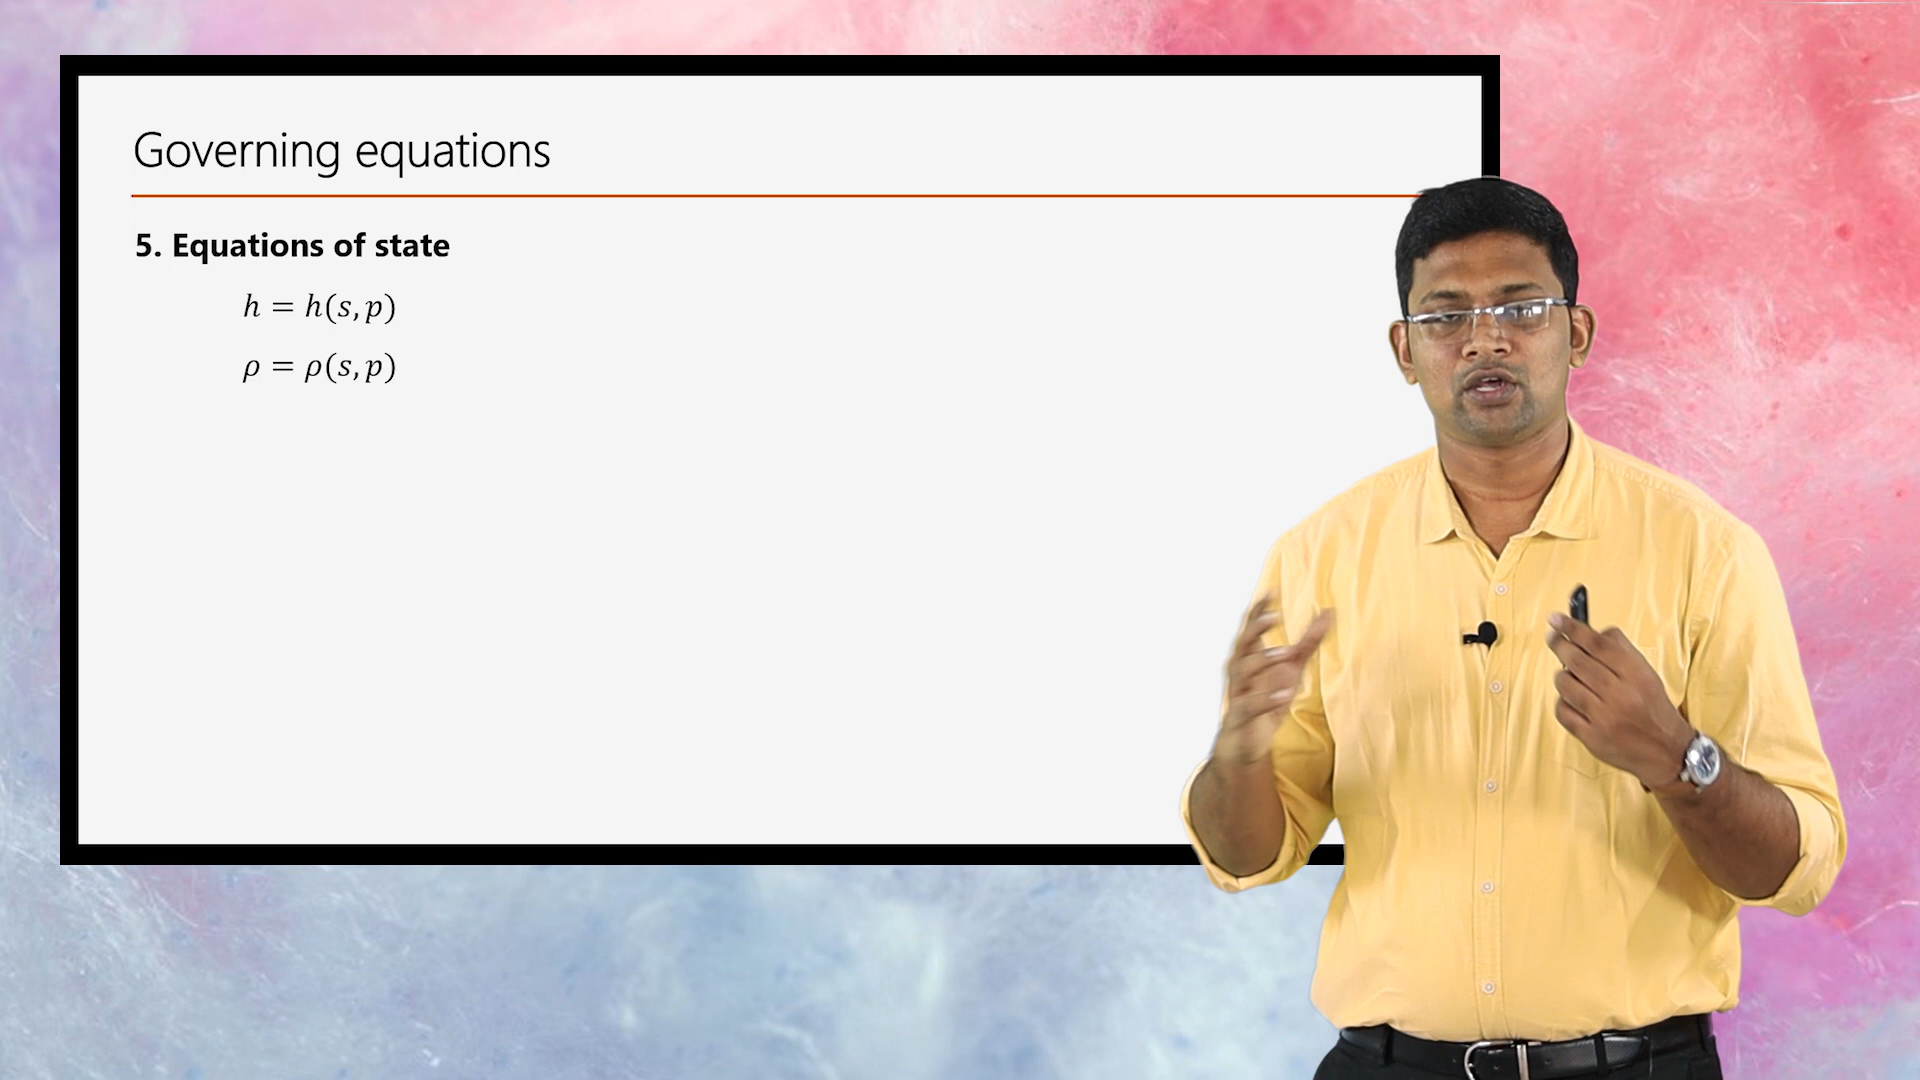 Governing equations
5. Equations of state
h = h(s, p)
ρ = ρ(s, p)